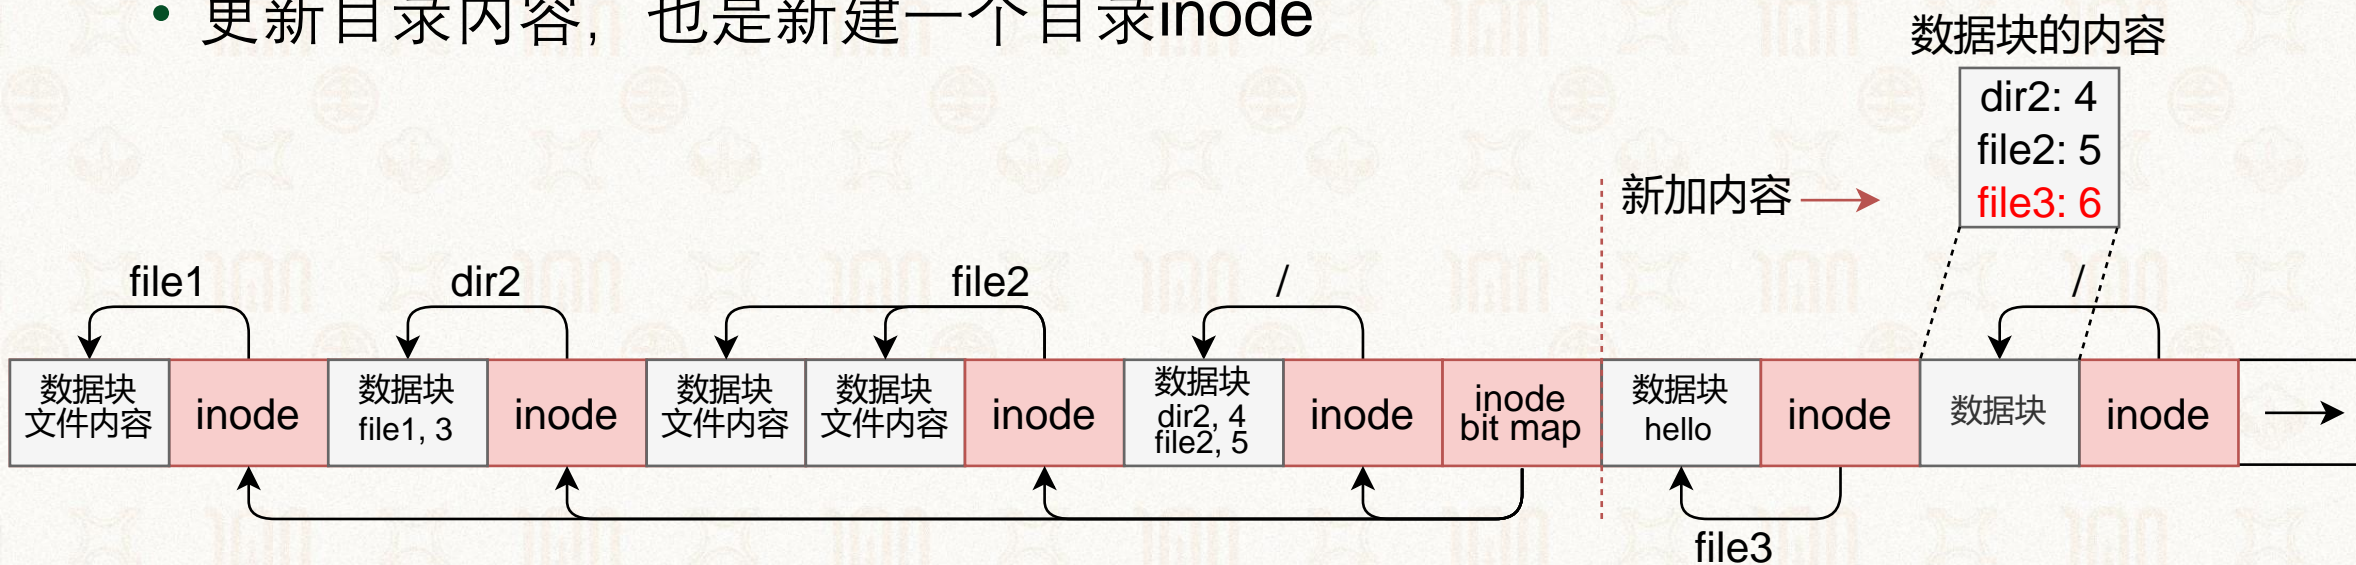 • 更新目录内容，也是新建一个目录inode
数据块的内容
dir2: 4
file2: 5
file3: 6
新加内容
file1
dir2
file2
/
/
数据块
文件内容
inode
数据块
file1, 3
inode
数据块
文件内容
数据块
文件内容
inode
数据块
dir2, 4
file2, 5
inode
inode
bit map
数据块
hello
inode
数据块
inode
file3